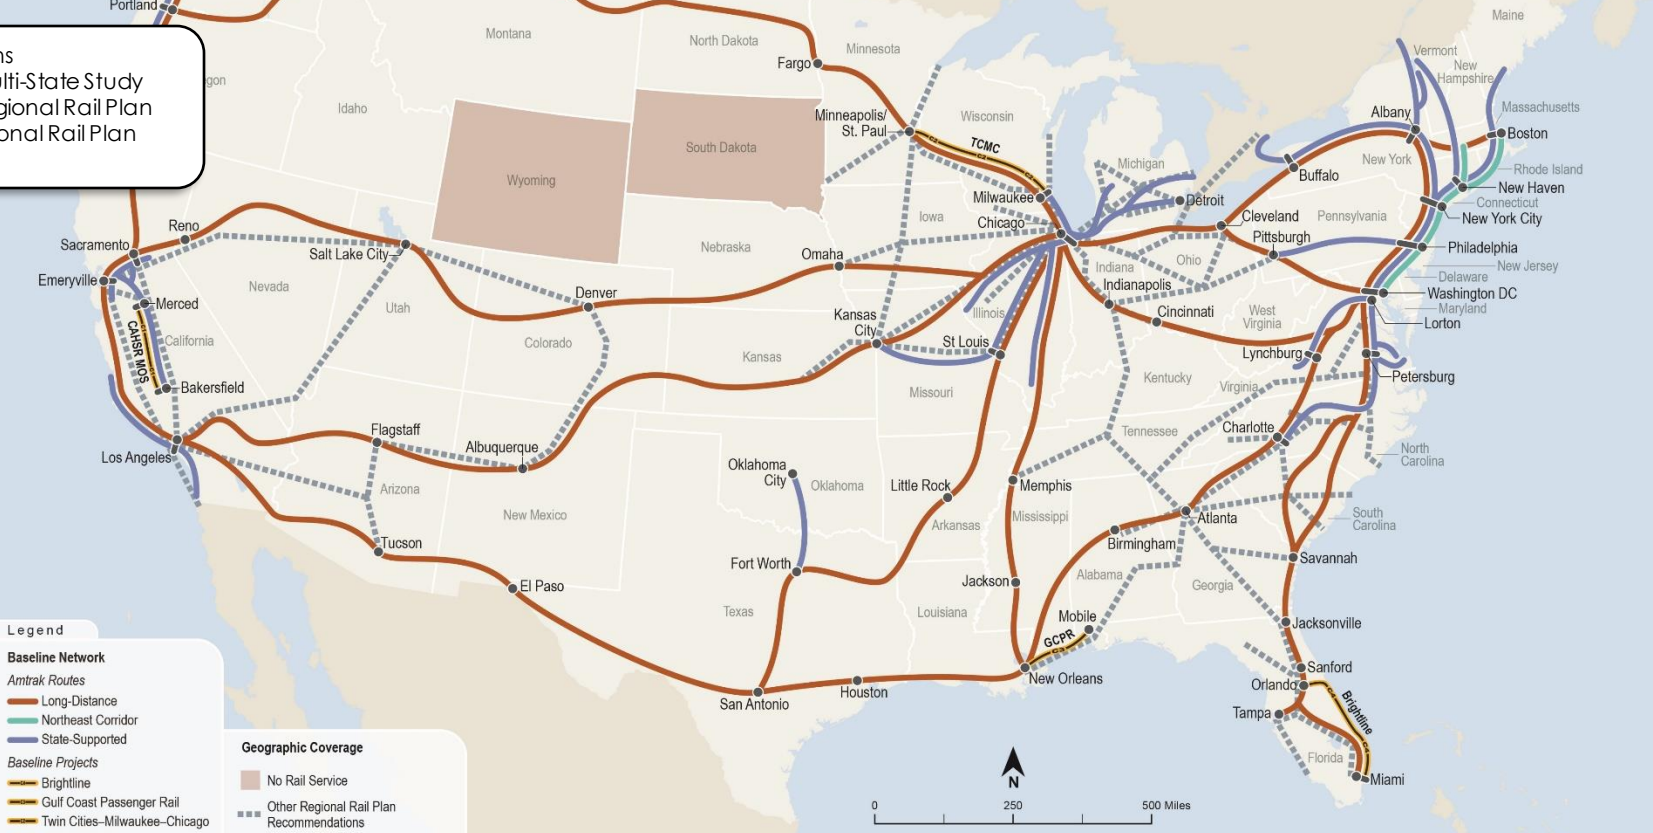 Portland
ns
ulti-State Study
gional Rail Plan
onal Rail Plan
gon
Montana
North Dakota
Minnesota
Maine
Vermont
New
Hampshire
Fargo
Idaho
Minneapolis/
St. Paul
Wisconsin
TCMC
South Dakota
Wyoming
Michigan
Albany
Massachusetts
Boston
New York
Buffalo
Rhode Island
New Haven
Connecticut
New York City
Milwaukee
Detroit
Chicago
Iowa
Cleveland
Pennsylvania
Pittsburgh
Philadelphia
New Jersey
Delaware
Washington DC
Maryland
Lorton
Reno
Sacramento
Salt Lake City
Emeryville
Nebraska
Omaha
Indiana
Ohio
Indianapolis
Nevada
Merced
Utah
Denver
Kansas
City
Illinois
Cincinnati
West
Virginia
California
CAHSR MOS
Colorado
Kansas
St Louis
Lynchburg
Petersburg
Bakersfield
Missouri
Kentucky
Virginia
Los Angeles
Flagstaff
Albuquerque
Tennessee
Charlotte
North
Carolina
Oklahoma
City
Oklahoma
Little Rock
Memphis
Arizona
New Mexico
Arkansas
Mississippi
Atlanta
South
Carolina
Tucson
Birmingham
Savannah
El Paso
Fort Worth
Jackson
Alabama
Georgia
Texas
Louisiana
Mobile
GCPR
Jacksonville
New Orleans
Sanford
Orlando
San Antonio
Houston
Tampa
Brightline
Florida
Miami
Legend
Baseline Network
Amtrak Routes
Long-Distance
Northeast Corridor
State-Supported
Baseline Projects
Brightline
Gulf Coast Passenger Rail
Twin Cities–Milwaukee–Chicago
Geographic Coverage
No Rail Service
Other Regional Rail Plan
Recommendations
N
0 250 500 Miles